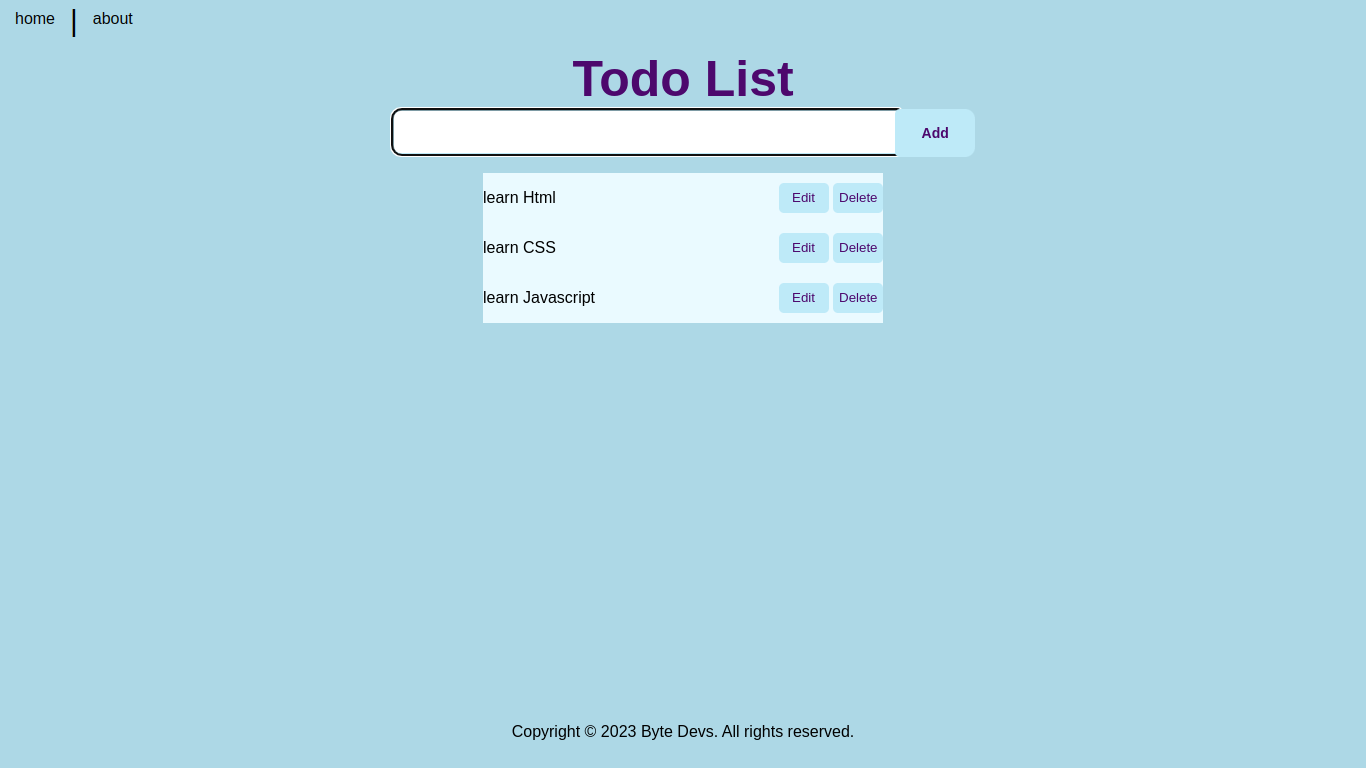 home | about
Todo List
Add
learn Html Edit Delete
learn CSS Edit Delete
learn Javascript Edit Delete
Copyright © 2023 Byte Devs. All rights reserved.